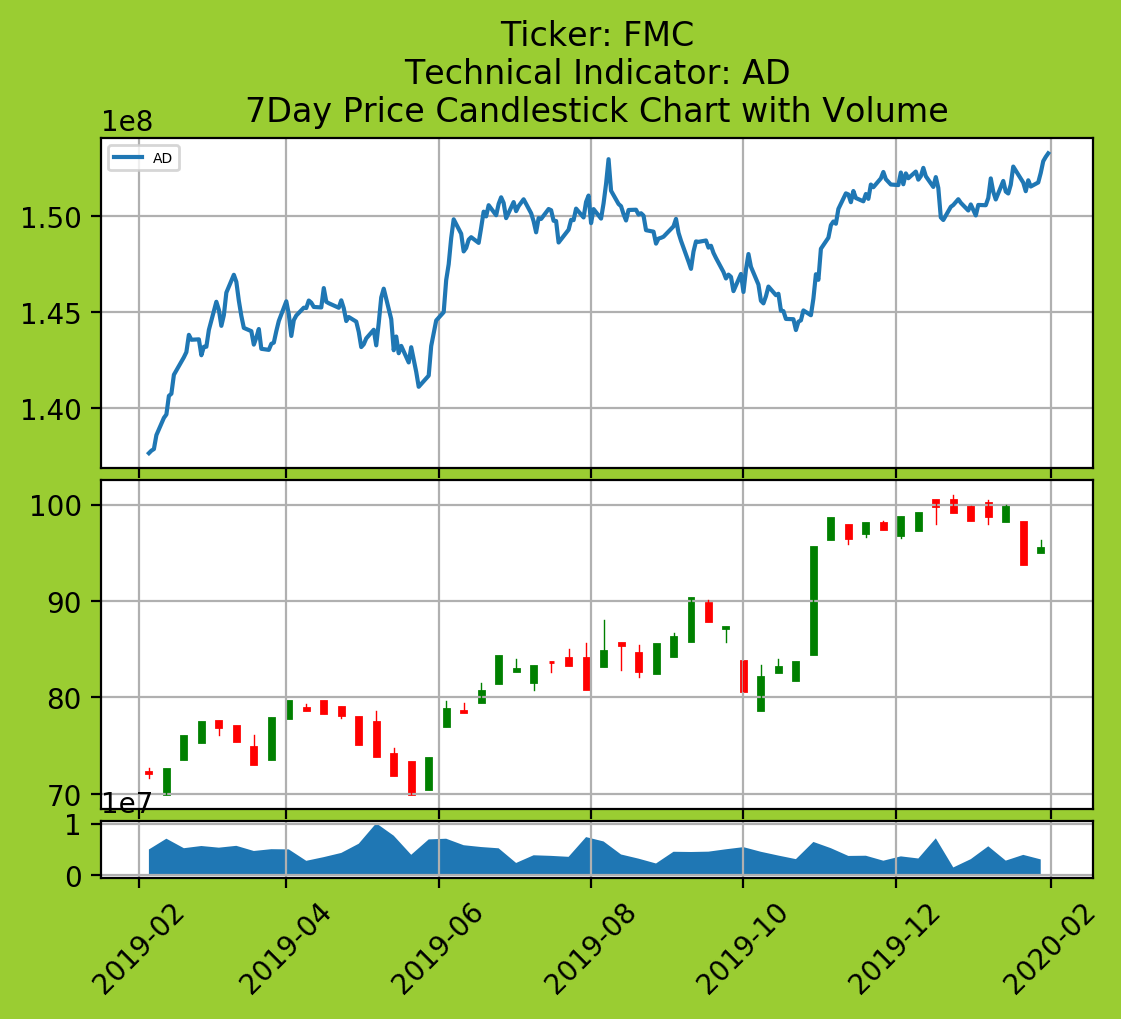 Ticker: FMC
Technical Indicator: AD
7Day Price Candlestick Chart with Volume
1e8
AD
1.50
1.45
1.40
100
90
80
70
1e7
1
0
2019-02
2019-04
2019-06
2019-08
2019-10
2019-12
2020-02